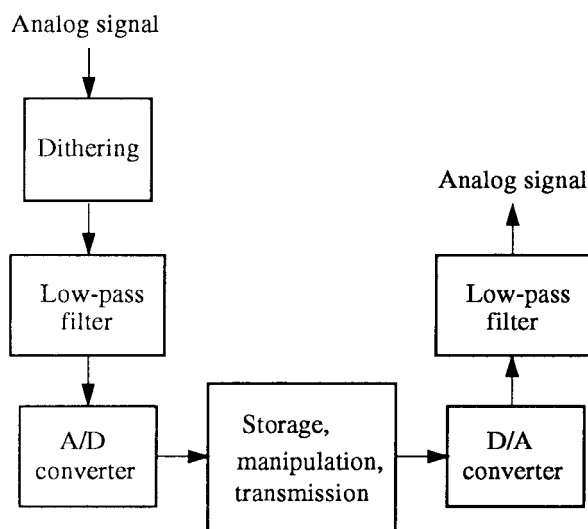 Analog signal
Dithering
Low-pass
filter
A/D
converter
Storage,
manipulation,
transmission
D/A
converter
Low-pass
filter
Analog signal